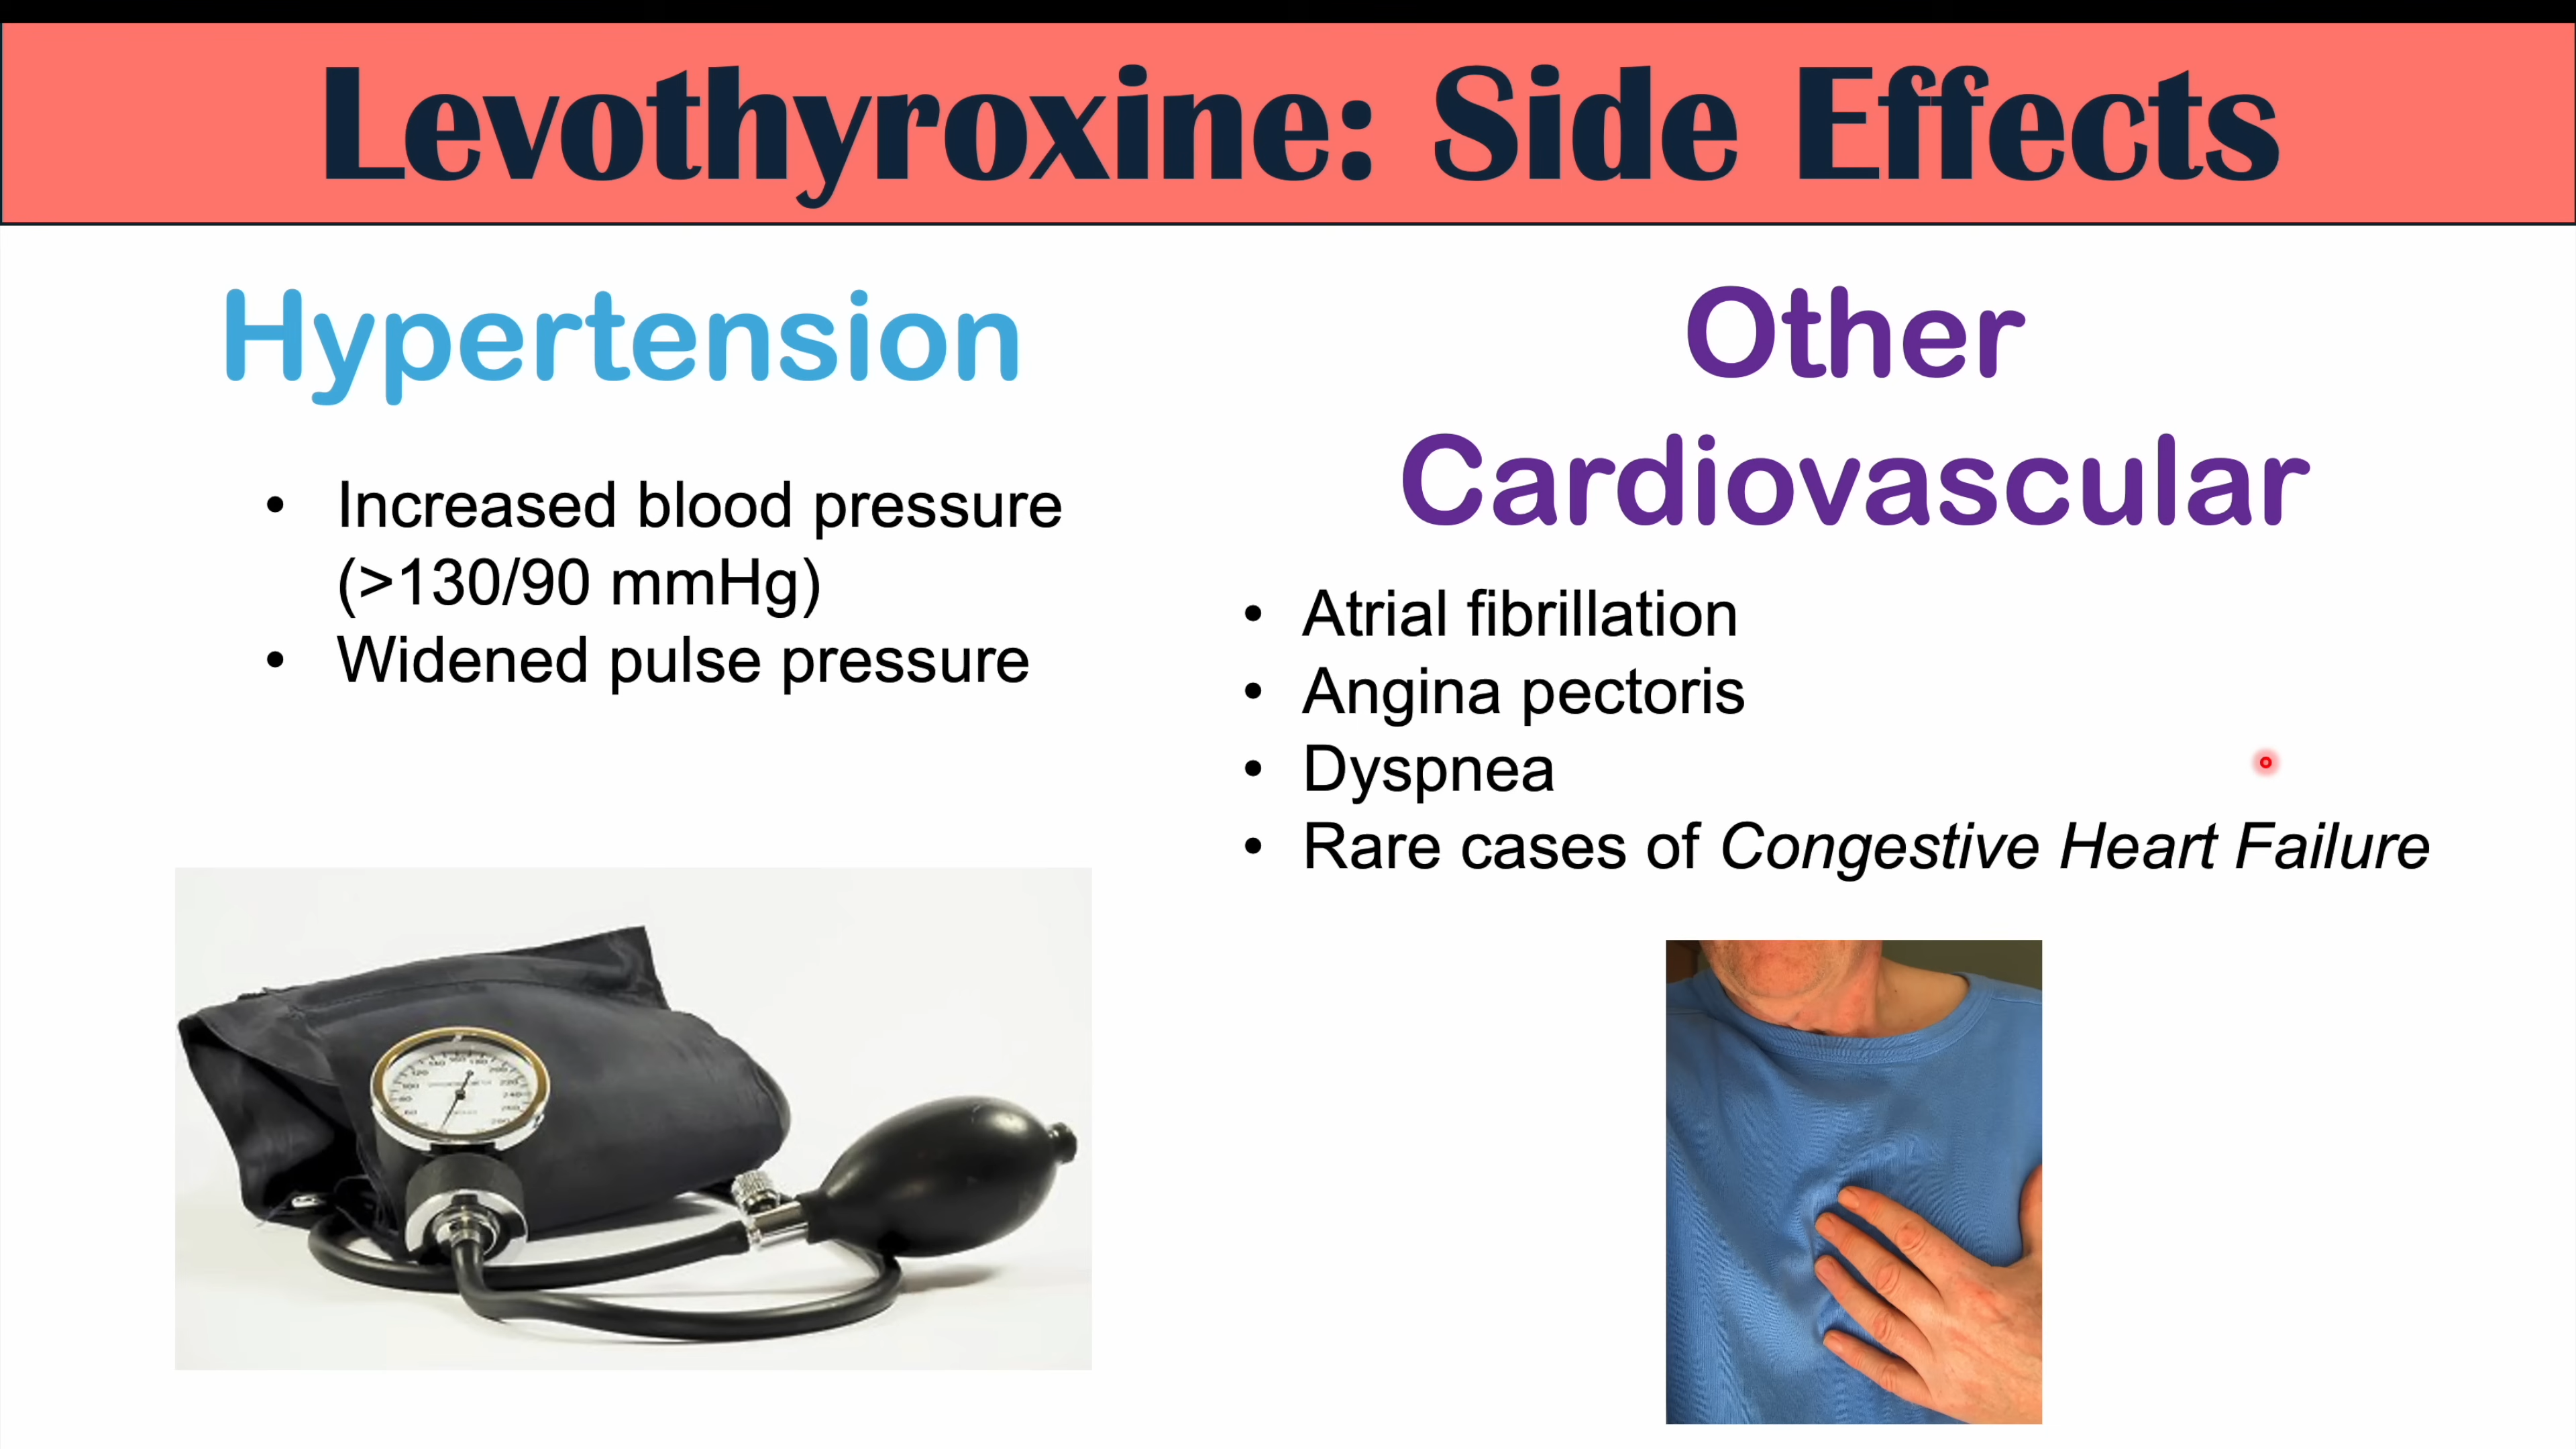 Levothyroxine: Side Effects
Hypertension
• Increased blood pressure
(>130/90 mmHg)
• Widened pulse pressure
Other
Cardiovascular
• Atrial fibrillation
• Angina pectoris
• Dyspnea
• Rare cases of Congestive Heart Failure